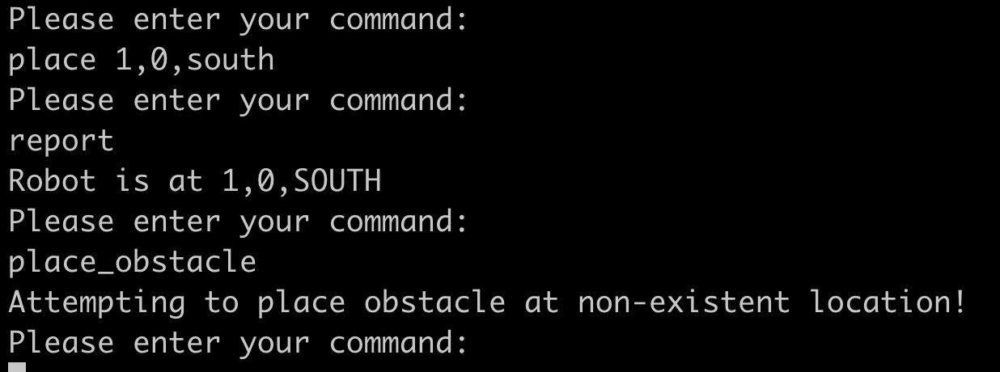 Please enter your command:
place 1,0,south
Please enter your command:
report
Robot is at 1,0,SOUTH
Please enter your command:
place_obstacle
Attempting to place obstacle at non-existent location!
Please enter your command: